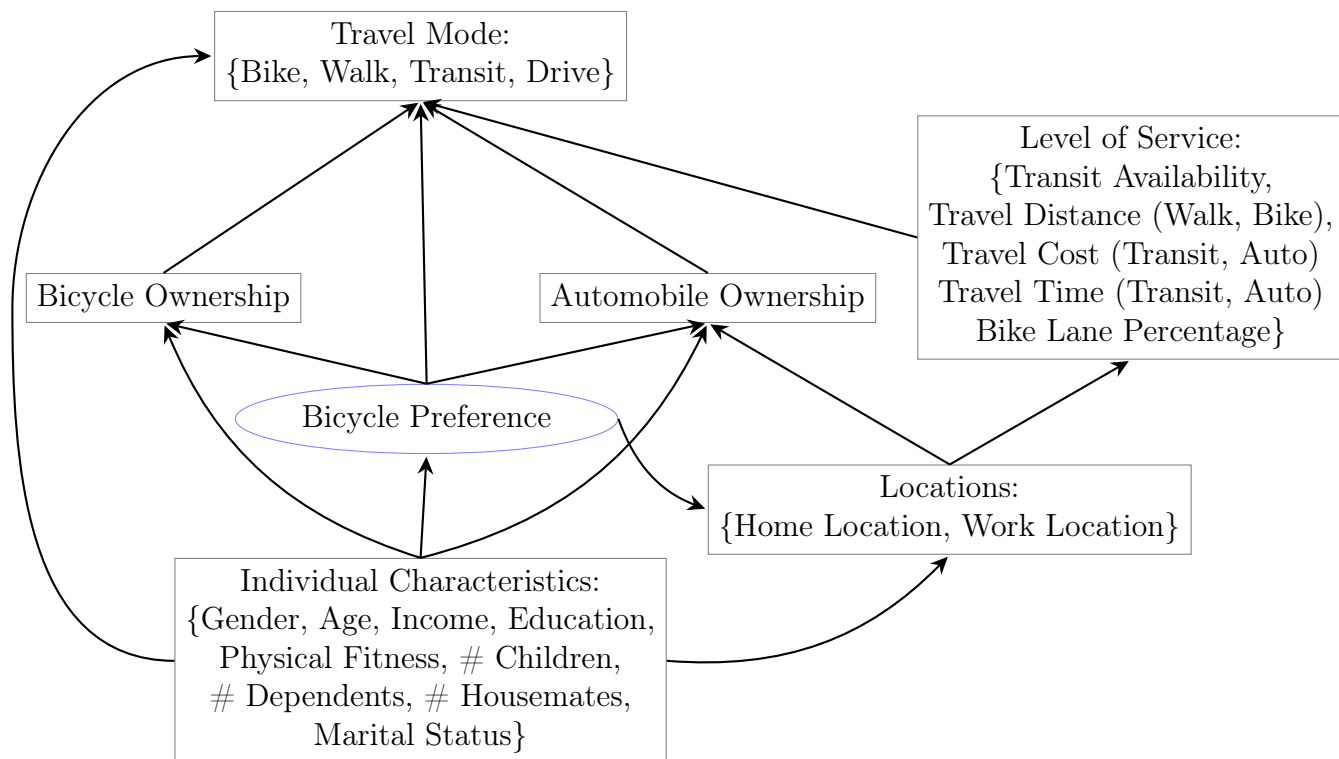 Travel Mode:
{Bike, Walk, Transit, Drive}
Level of Service:
{Transit Availability,
Travel Distance (Walk, Bike),
Travel Cost (Transit, Auto)
Travel Time (Transit, Auto)
Bike Lane Percentage}
Bicycle Ownership
Automobile Ownership
Bicycle Preference
Locations:
{Home Location, Work Location}
Individual Characteristics:
{Gender, Age, Income, Education,
Physical Fitness, # Children,
# Dependents, # Housemates,
Marital Status}